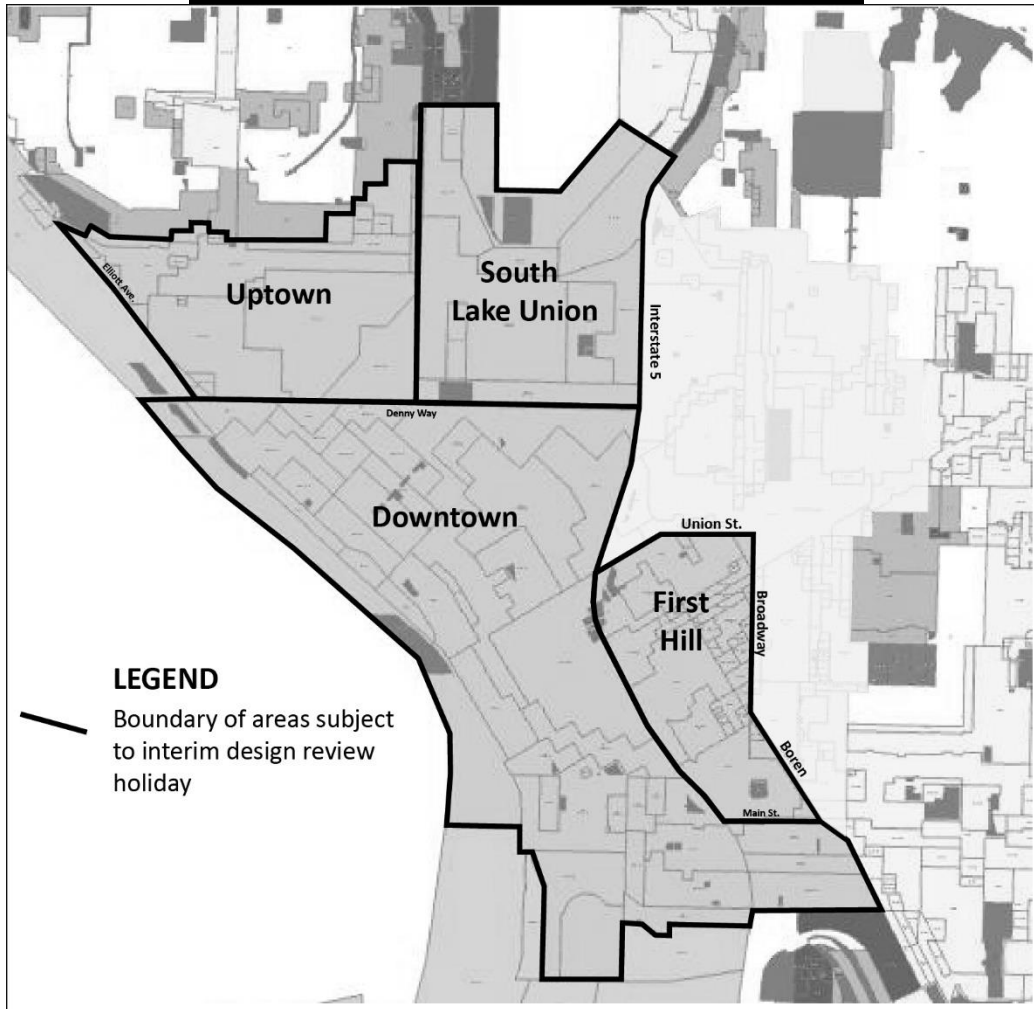 Uptown
South
Lake Union
Elliott Ave.
Interstate 5
Denny Way
Downtown
Union St.
First
Hill
Broadway
Boren
Main St.
LEGEND
Boundary of areas subject
to interim design review
holiday